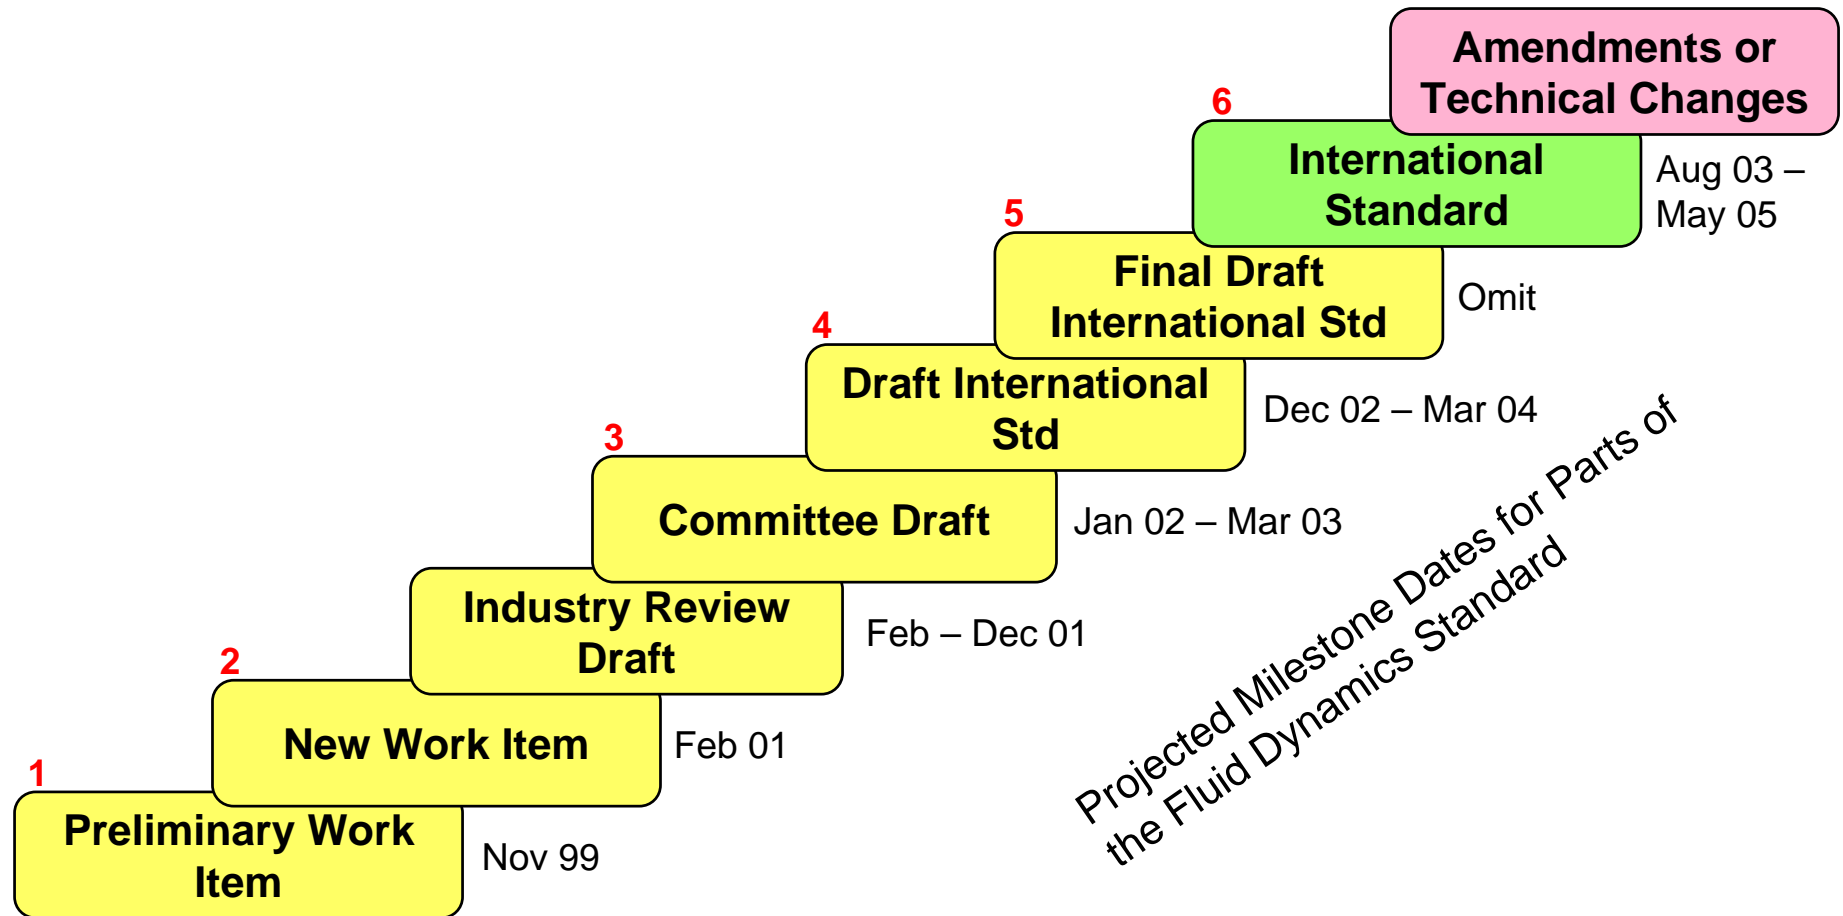 Amendments or
Technical Changes
6
International
Standard
Aug 03 –
May 05
5
Final Draft
International Std
Omit
4
Draft International
Std
Dec 02 – Mar 04
3
Committee Draft
Jan 02 – Mar 03
Industry Review
Draft
Feb – Dec 01
2
New Work Item
Feb 01
1
Preliminary Work
Item
Nov 99
Projected Milestone Dates for Parts of
the Fluid Dynamics Standard